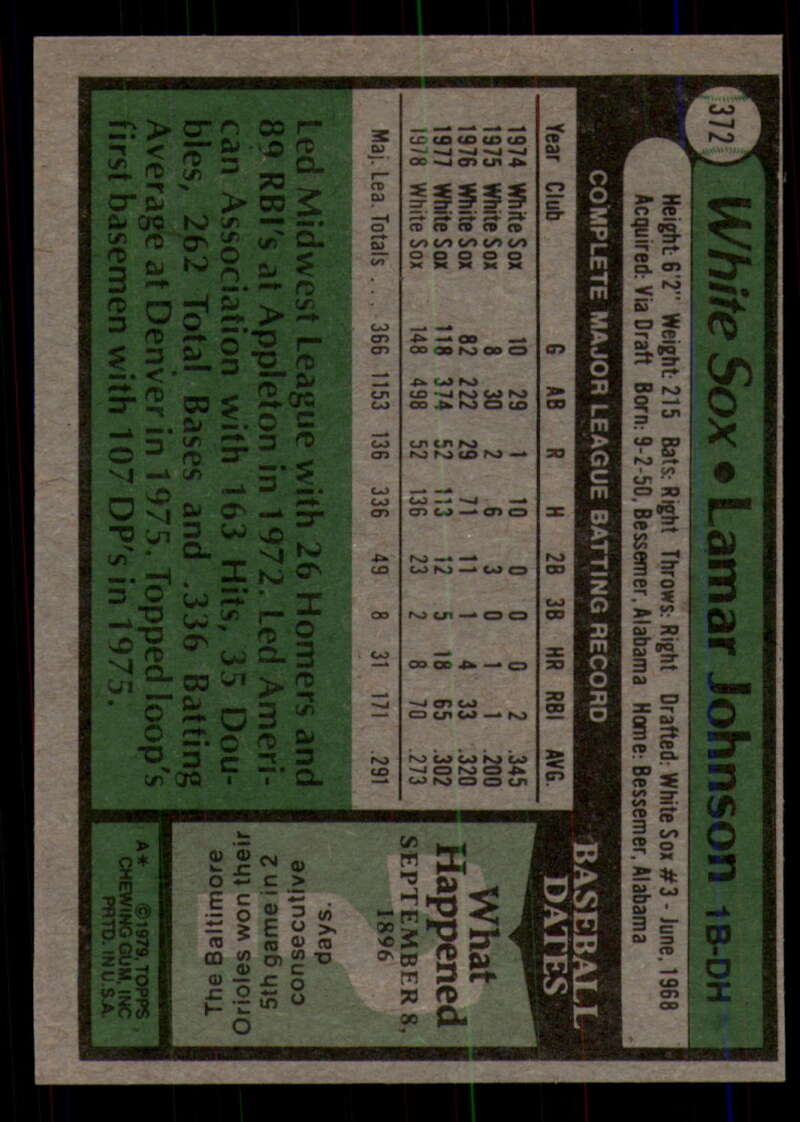 372
White Sox • Lamar Johnson 1B-DH
Height: 6'2" Weight: 215 Bats: Right Throws: Right Drafted: White Sox #3 - June, 1968
Acquired: Via Draft Born: 9-2-50, Bessemer, Alabama Home: Bessemer, Alabama
COMPLETE MAJOR LEAGUE BATTING RECORD
Year Club G AB R H 2B 3B HR RBI AVG.
1974 White Sox 10 29 1 10 0 0 0 2 .345
1975 White Sox 8 30 2 6 3 0 1 1 .200
1976 White Sox 82 222 29 71 11 1 4 33 .320
1977 White Sox 118 374 52 113 12 5 18 65 .302
1978 White Sox 148 498 52 136 23 2 8 70 .273
Maj. Lea. Totals . . . 366 1153 136 336 49 8 31 171 .291
Led Midwest League with 26 Homers and
89 RBI's at Appleton in 1972. Led Ameri-
can Association with 163 Hits, 35 Dou-
bles, 262 Total Bases and .336 Batting
Average at Denver in 1975. Topped loop's
first basemen with 107 DP's in 1975.
BASEBALL
DATES
What
Happened
SEPTEMBER 8,
1896
The Baltimore
Orioles won their
5th game in 2
consecutive
days.
A* ©1979, TOPPS
CHEWING GUM, INC
PRTD. IN U.S.A.